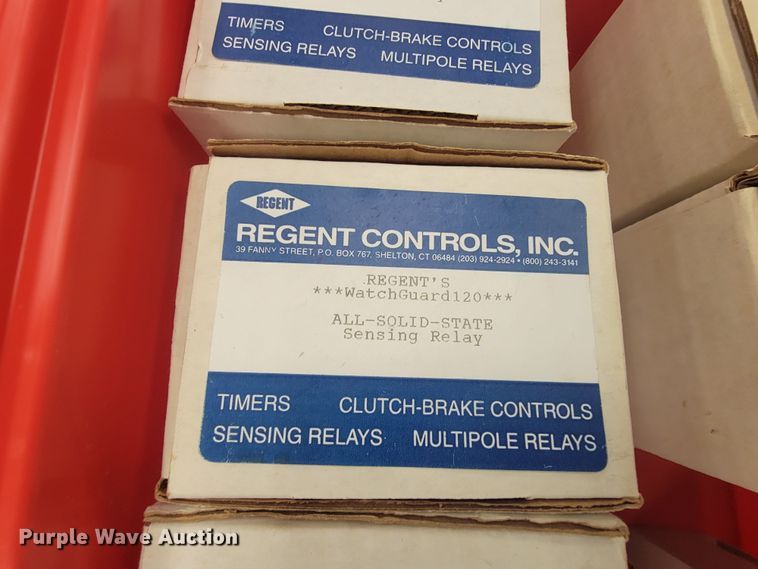 TIMERS CLUTCH-BRAKE CONTROLS
SENSING RELAYS MULTIPOLE RELAYS
REGENT
REGENT CONTROLS, INC.
39 FANNY STREET, P.O. BOX 767, SHELTON, CT 06484 (203) 924-2924 • (800) 243-3141
REGENT'S
***WatchGuard120***
ALL-SOLID-STATE
Sensing Relay
TIMERS CLUTCH-BRAKE CONTROLS
SENSING RELAYS MULTIPOLE RELAYS
Purple Wave Auction